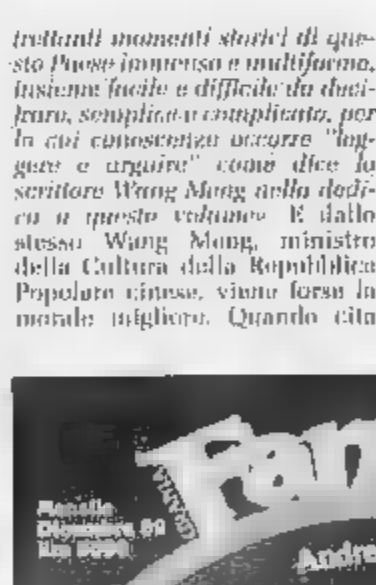 trettanti momenti storici di que-
sto Paese immenso e multiforme,
insieme facile e difficile da deci-
frare, semplice e complicato, per
la cui conoscenza occorre "leg-
gere e arguire" come dice lo
scrittore Wang Meng nella dedi-
ca a questo volume». E dallo
stesso Wang Meng, ministro
della Cultura della Repubblica
Popolare cinese, viene forse la
morale migliore. Quando cita
Fan
Andre